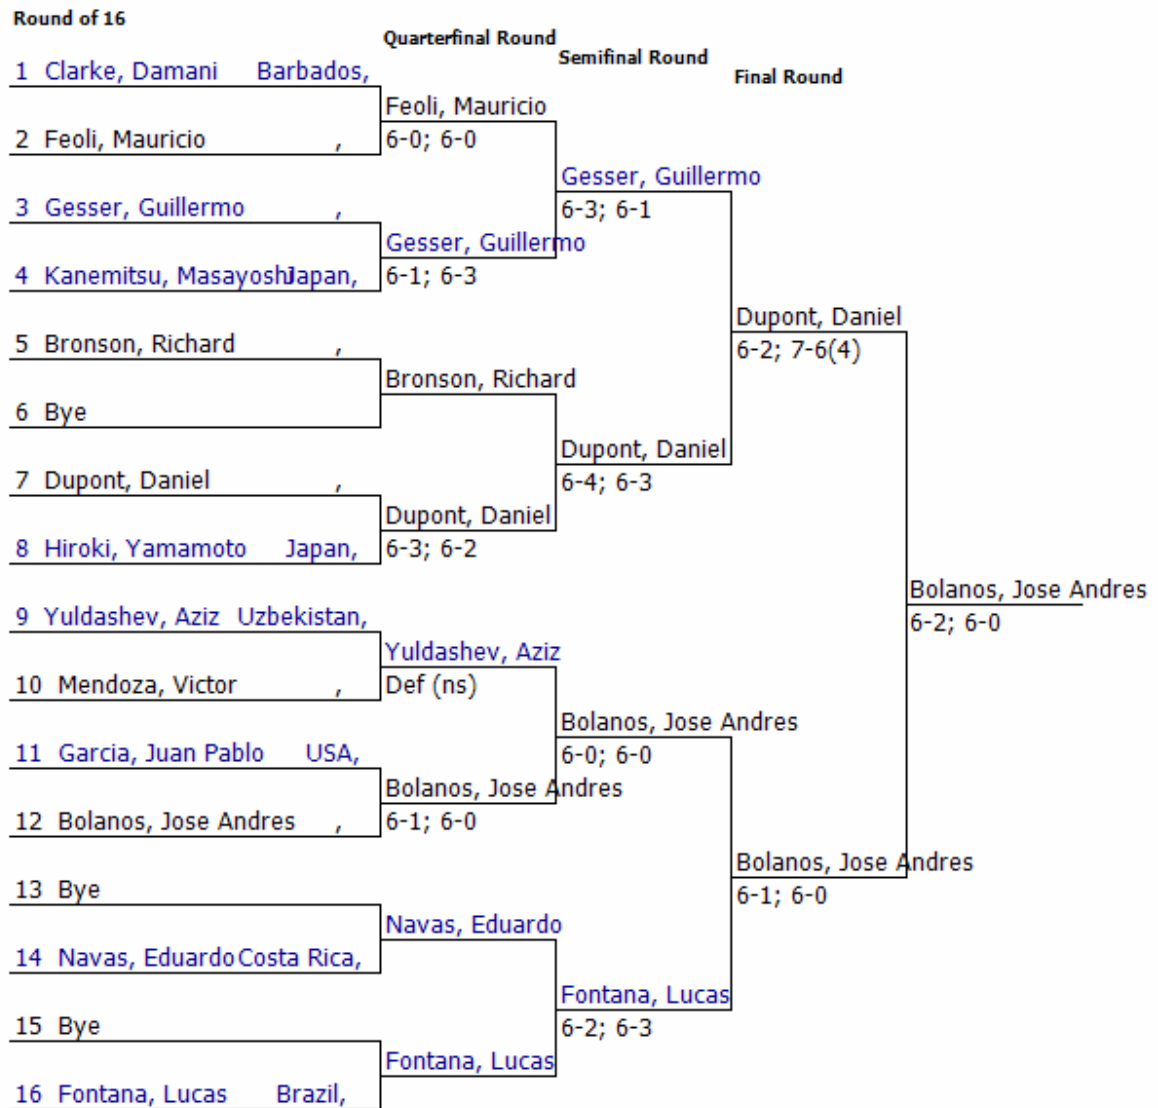 Round of 16
Quarterfinal Round
Semifinal Round
Final Round
1 Clarke, Damani Barbados,
Feoli, Mauricio
2 Feoli, Mauricio ,
6-0; 6-0
Gesser, Guillermo
3 Gesser, Guillermo ,
6-3; 6-1
Gesser, Guillermo
4 Kanemitsu, Masayoshi Japan,
6-1; 6-3
Dupont, Daniel
5 Bronson, Richard ,
6-2; 7-6(4)
Bronson, Richard
6 Bye
Dupont, Daniel
7 Dupont, Daniel ,
6-4; 6-3
Dupont, Daniel
8 Hiroki, Yamamoto Japan,
6-3; 6-2
Bolanos, Jose Andres
9 Yuldashev, Aziz Uzbekistan,
6-2; 6-0
Yuldashev, Aziz
10 Mendoza, Victor ,
Def (ns)
Bolanos, Jose Andres
11 Garcia, Juan Pablo USA,
6-0; 6-0
Bolanos, Jose Andres
12 Bolanos, Jose Andres ,
6-1; 6-0
Bolanos, Jose Andres
13 Bye
6-1; 6-0
Navas, Eduardo
14 Navas, Eduardo Costa Rica,
Fontana, Lucas
15 Bye
6-2; 6-3
Fontana, Lucas
16 Fontana, Lucas Brazil,